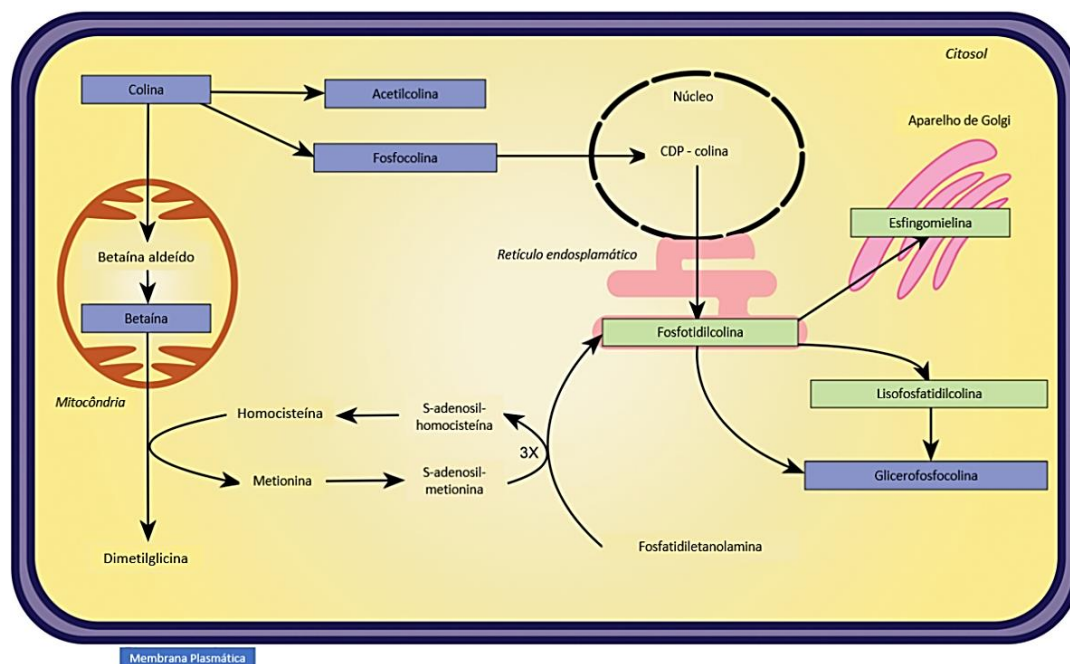 Citosol
Colina
Acetilcolina
Núcleo
Aparelho de Golgi
Fosfocolina
CDP - colina
Esfingomielina
Retículo endosplamático
Betaína aldeído
Betaína
Fosfotidilcolina
Mitocôndria
Lisofosfatidilcolina
Homocisteína
S-adenosil-
homocisteína
3X
Metionina
S-adenosil-
metionina
Glicerofosfocolina
Dimetilglicina
Fosfatidiletanolamina
Membrana Plasmática